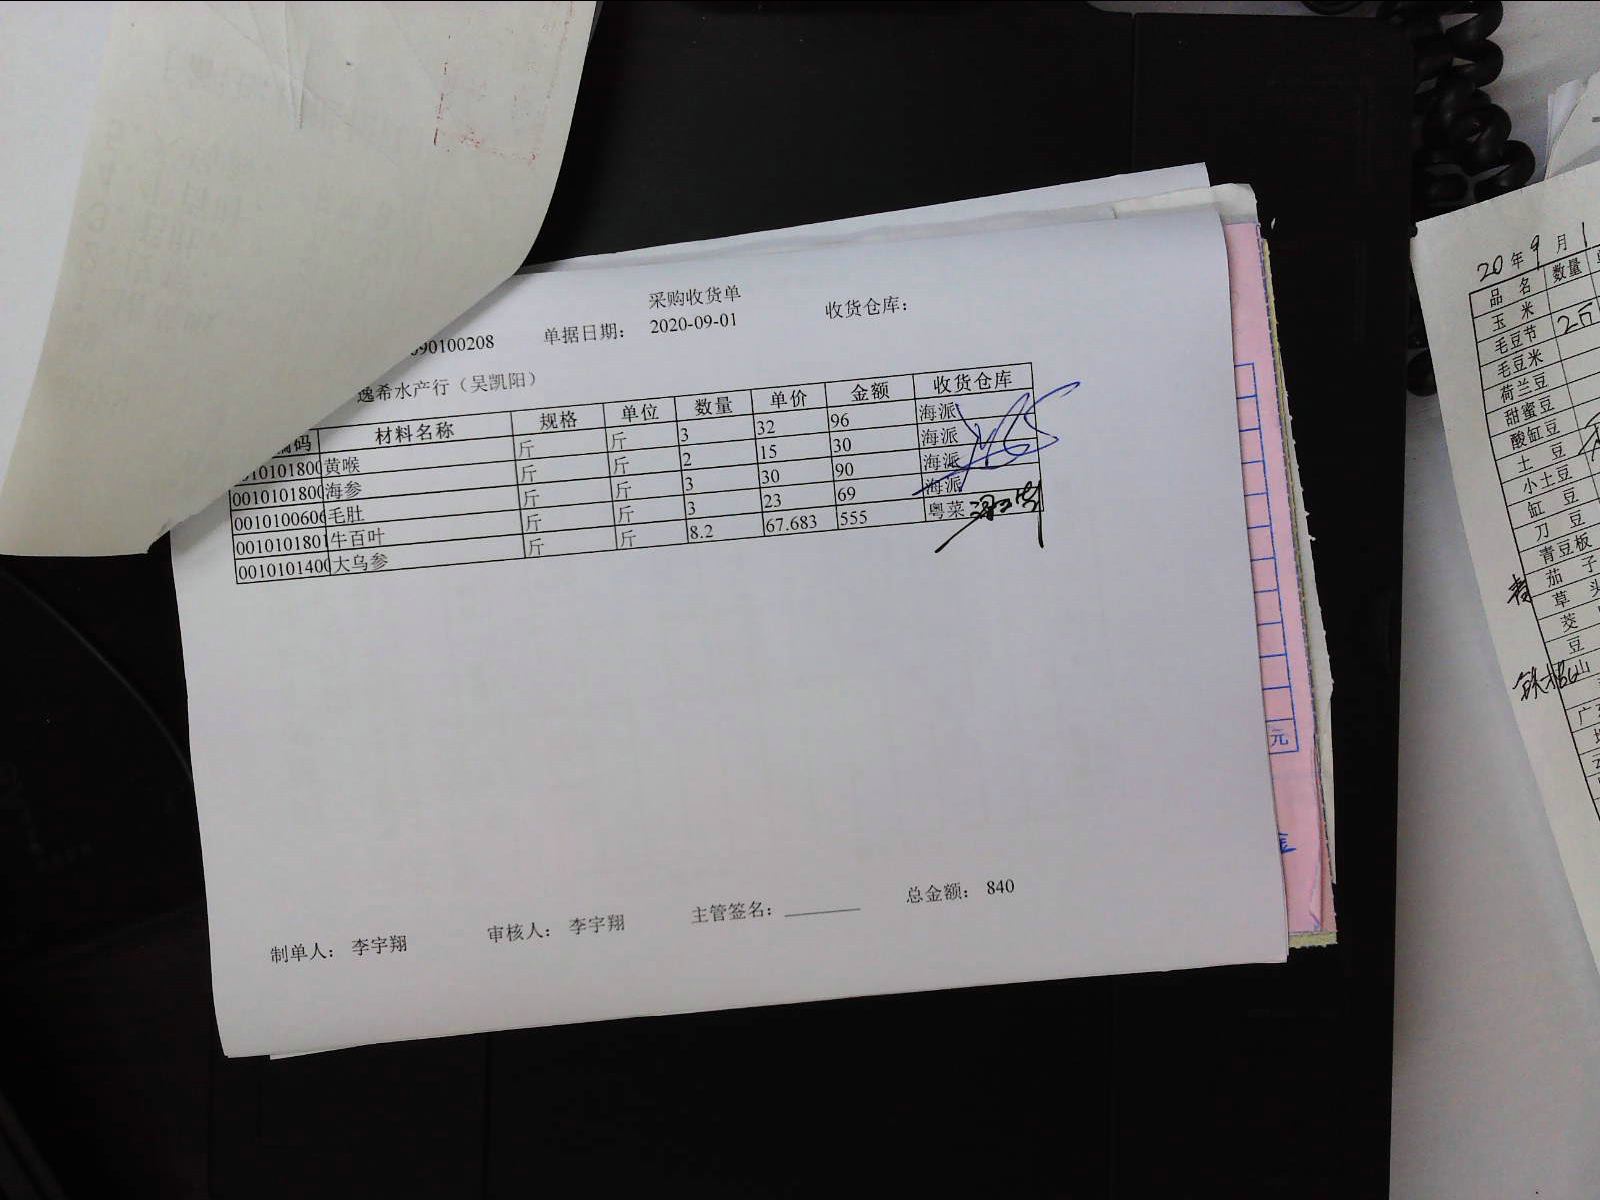 采购收货单
090100208 单据日期： 2020-09-01 收货仓库：
逸希水产行（吴凯阳）
编码 材料名称 规格 单位 数量 单价 金额 收货仓库
0010101800 黄喉 斤 斤 3 32 96 海派
0010101800 海参 斤 斤 2 15 30 海派
0010100606 毛肚 斤 斤 3 30 90 海派
0010101801 牛百叶 斤 斤 3 23 69 海派
0010101400 大乌参 斤 斤 8.2 67.683 555 粤菜
制单人： 李宇翔 审核人： 李宇翔 主管签名： 总金额： 840
元
20年9月1
品名 数量
玉米
毛豆节 2斤
毛豆米
荷兰豆
甜蜜豆
酸缸豆
土豆
小土豆
缸豆
刀豆
青豆板
茄子
草头
茭
豆
铁棍山
广